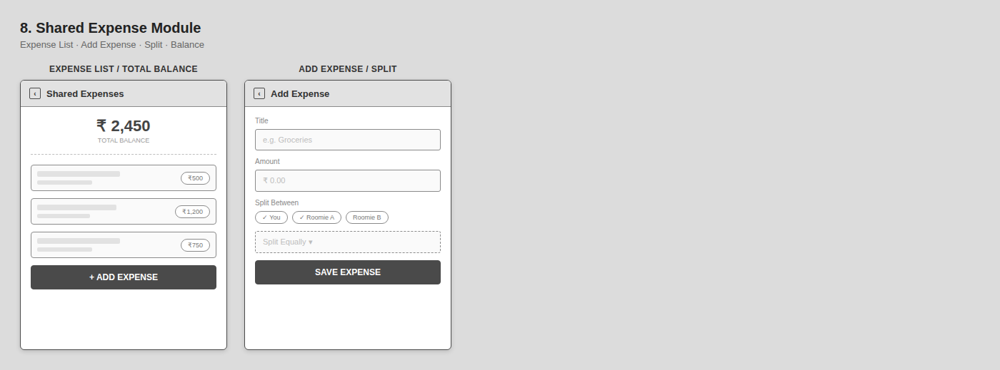 8. Shared Expense Module
Expense List · Add Expense · Split · Balance
EXPENSE LIST / TOTAL BALANCE
‹ Shared Expenses
₹ 2,450
TOTAL BALANCE
₹500
₹1,200
₹750
+ ADD EXPENSE
ADD EXPENSE / SPLIT
‹ Add Expense
Title
e.g. Groceries
Amount
₹ 0.00
Split Between
✓ You ✓ Roomie A Roomie B
Split Equally ▾
SAVE EXPENSE